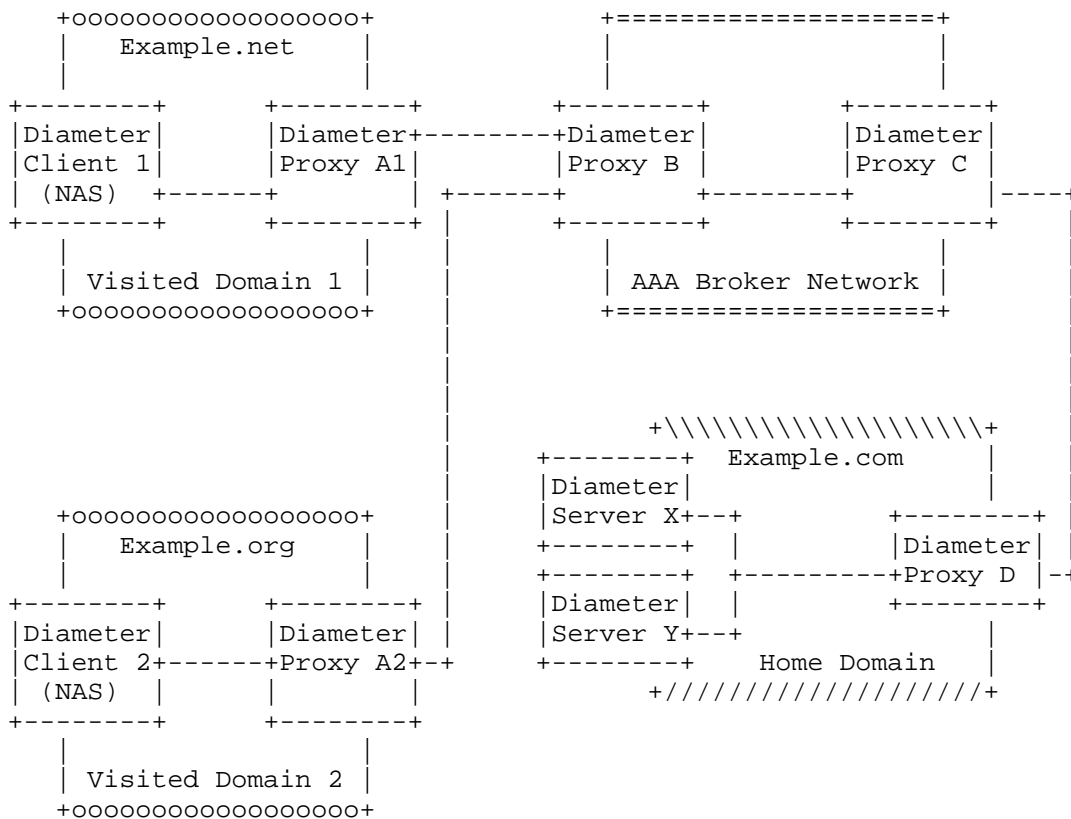 Example.net
Diameter Client 1 (NAS)
Diameter Proxy A1
Diameter Proxy B
Diameter Proxy C
Visited Domain 1
AAA Broker Network
Example.com
Diameter Server X
Diameter Server Y
Diameter Proxy D
Home Domain
Example.org
Diameter Client 2 (NAS)
Diameter Proxy A2
Visited Domain 2